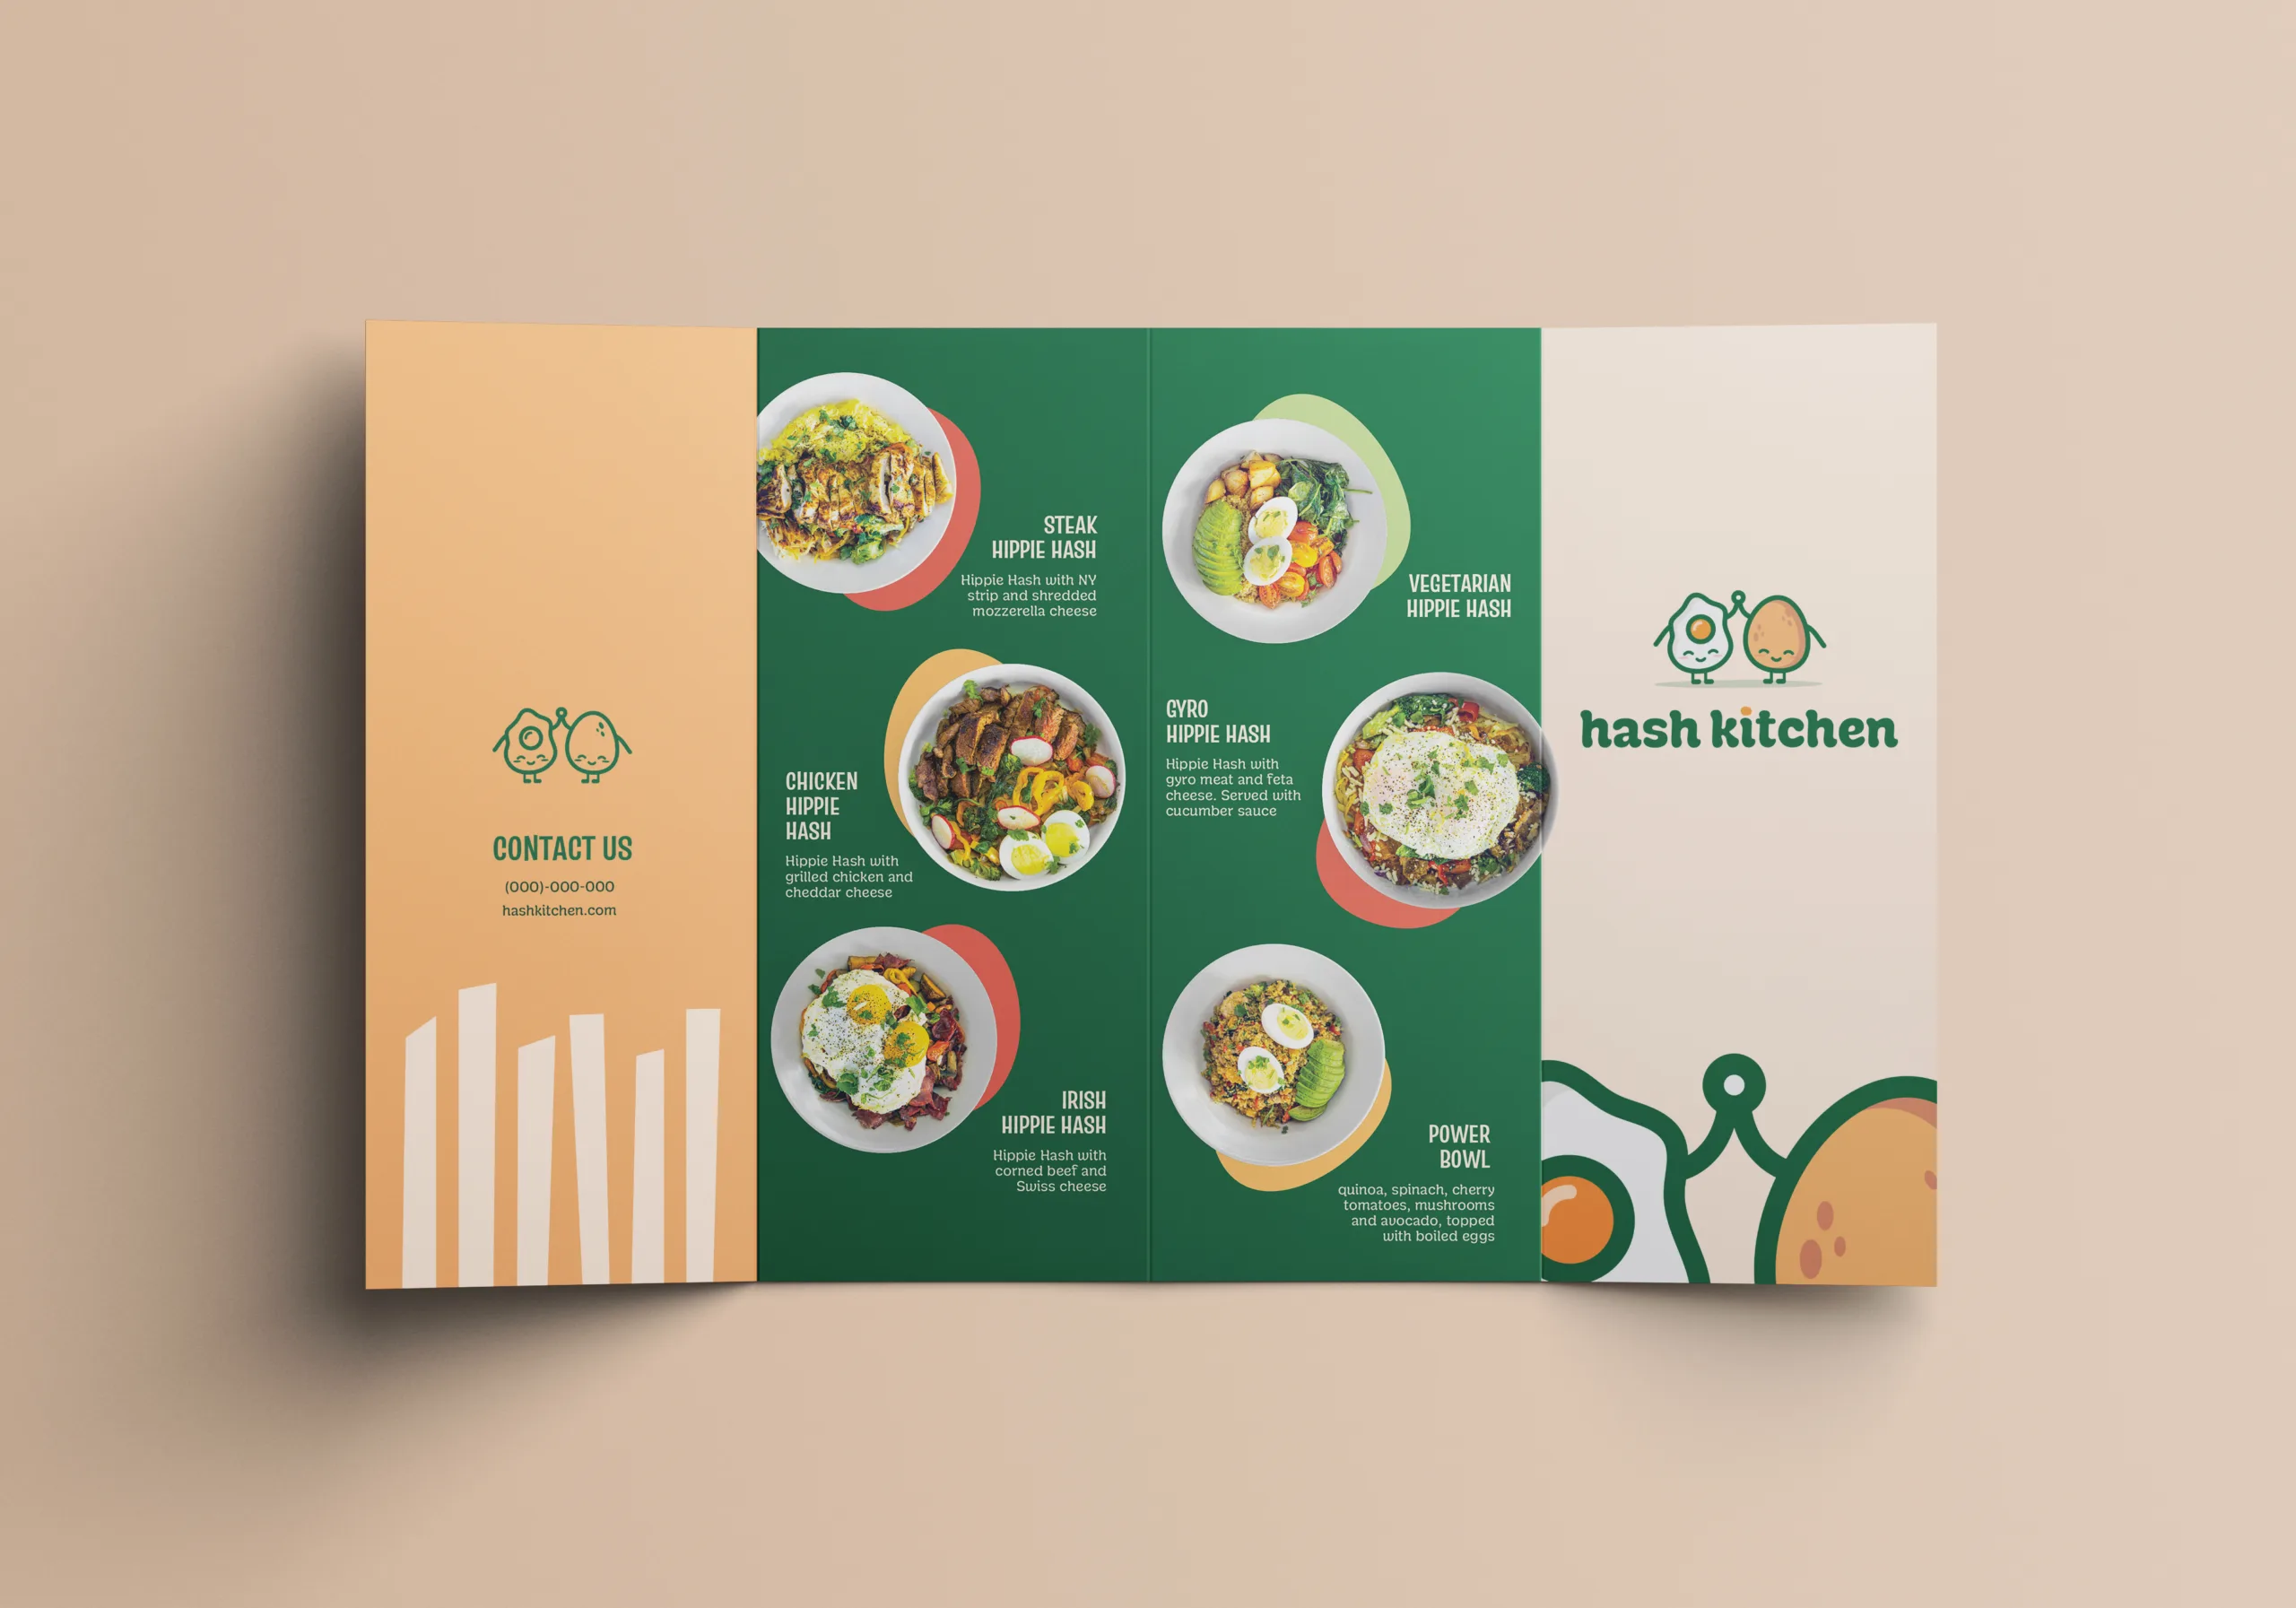 CONTACT US
(000)-000-000
hashkitchen.com
STEAK
HIPPIE HASH
Hippie Hash with NY
strip and shredded
mozzerella cheese
CHICKEN
HIPPIE
HASH
Hippie Hash with
grilled chicken and
cheddar cheese
IRISH
HIPPIE HASH
Hippie Hash with
corned beef and
Swiss cheese
VEGETARIAN
HIPPIE HASH
GYRO
HIPPIE HASH
Hippie Hash with
gyro meat and feta
cheese. Served with
cucumber sauce
POWER
BOWL
quinoa, spinach, cherry
tomatoes, mushrooms
and avocado, topped
with boiled eggs
hash kitchen